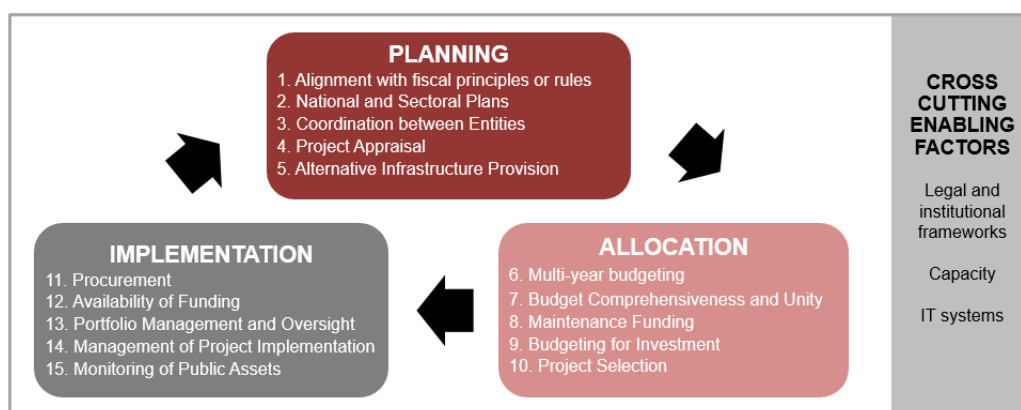 PLANNING
1. Alignment with fiscal principles or rules
2. National and Sectoral Plans
3. Coordination between Entities
4. Project Appraisal
5. Alternative Infrastructure Provision
IMPLEMENTATION
11. Procurement
12. Availability of Funding
13. Portfolio Management and Oversight
14. Management of Project Implementation
15. Monitoring of Public Assets
ALLOCATION
6. Multi-year budgeting
7. Budget Comprehensiveness and Unity
8. Maintenance Funding
9. Budgeting for Investment
10. Project Selection
CROSS
CUTTING
ENABLING
FACTORS
Legal and
institutional
frameworks
Capacity
IT systems